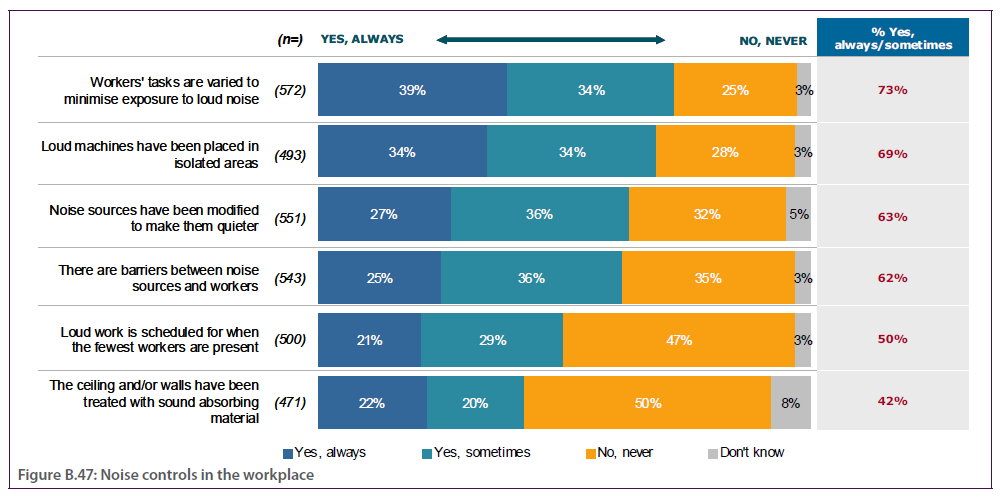 (n=) YES, ALWAYS NO, NEVER % Yes,
always/sometimes
Workers' tasks are varied to
minimise exposure to loud noise (572) 39% 34% 25% 3% 73%
Loud machines have been placed in
isolated areas (493) 34% 34% 28% 3% 69%
Noise sources have been modified
to make them quieter (551) 27% 36% 32% 5% 63%
There are barriers between noise
sources and workers (543) 25% 36% 35% 3% 62%
Loud work is scheduled for when
the fewest workers are present (500) 21% 29% 47% 3% 50%
The ceiling and/or walls have been
treated with sound absorbing
material (471) 22% 20% 50% 8% 42%
Yes, always Yes, sometimes No, never Don't know
Figure B.47: Noise controls in the workplace